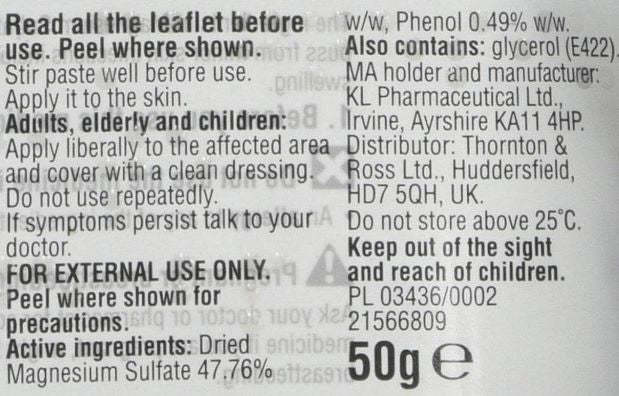 Read all the leaflet before
use. Peel where shown.
Stir paste well before use.
Apply it to the skin.
Adults, elderly and children:
Apply liberally to the affected area
and cover with a clean dressing.
Do not use repeatedly.
If symptoms persist talk to your
doctor.
FOR EXTERNAL USE ONLY.
Peel where shown for
precautions.
Active ingredients: Dried
Magnesium Sulfate 47.76%
w/w, Phenol 0.49% w/w.
Also contains: glycerol (E422).
MA holder and manufacturer:
KL Pharmaceutical Ltd.,
Irvine, Ayrshire KA11 4HP.
Distributor: Thornton &
Ross Ltd., Huddersfield,
HD7 5QH, UK.
Do not store above 25°C.
Keep out of the sight
and reach of children.
PL 03436/0002
21566809
50g e